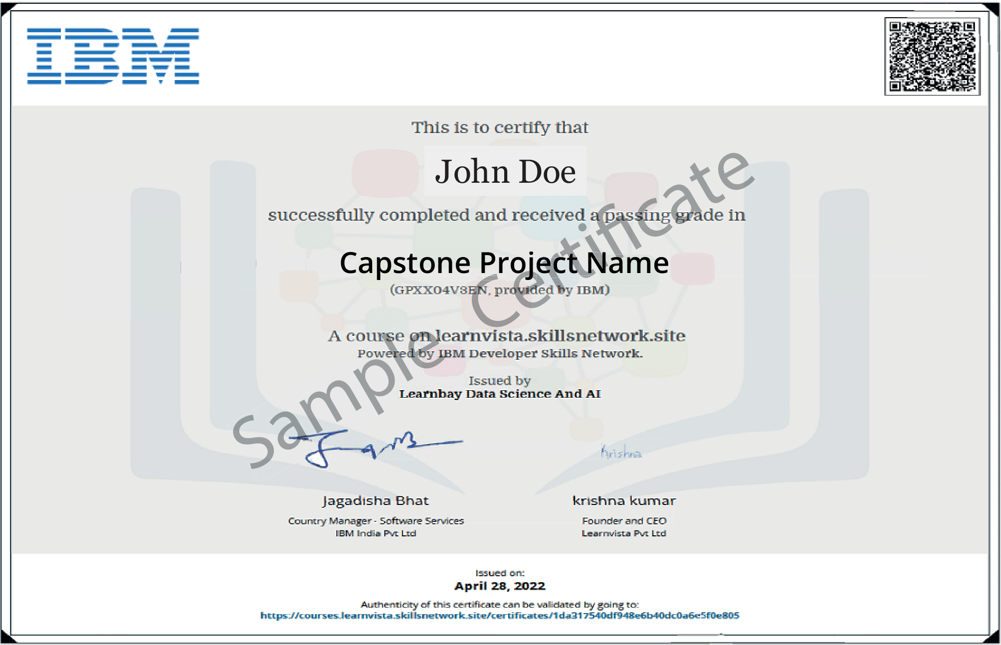 IBM
This is to certify that
John Doe
successfully completed and received a passing grade in
Capstone Project Name
(GPXX04V3EN, provided by IBM)
A course on learnvista.skillsnetwork.site
Powered by IBM Developer Skills Network.
Issued by
Learnbay Data Science And AI
Sample Certificate
Krishna
Jagadisha Bhat
Country Manager - Software Services
IBM India Pvt Ltd
krishna kumar
Founder and CEO
Learnvista Pvt Ltd
Issued on:
April 28, 2022
Authenticity of this certificate can be validated by going to:
https://courses.learnvista.skillsnetwork.site/certificates/1da317540df948e6b40dc0a6e5f0e805